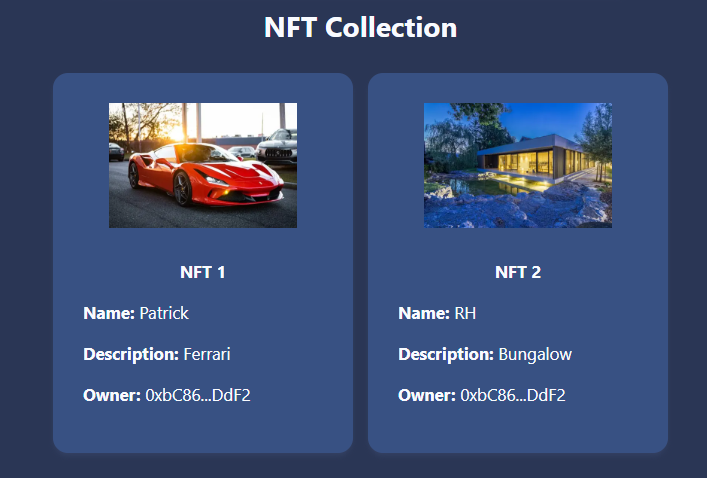 NFT Collection
NFT 1
Name: Patrick
Description: Ferrari
Owner: 0xbC86...DdF2
NFT 2
Name: RH
Description: Bungalow
Owner: 0xbC86...DdF2